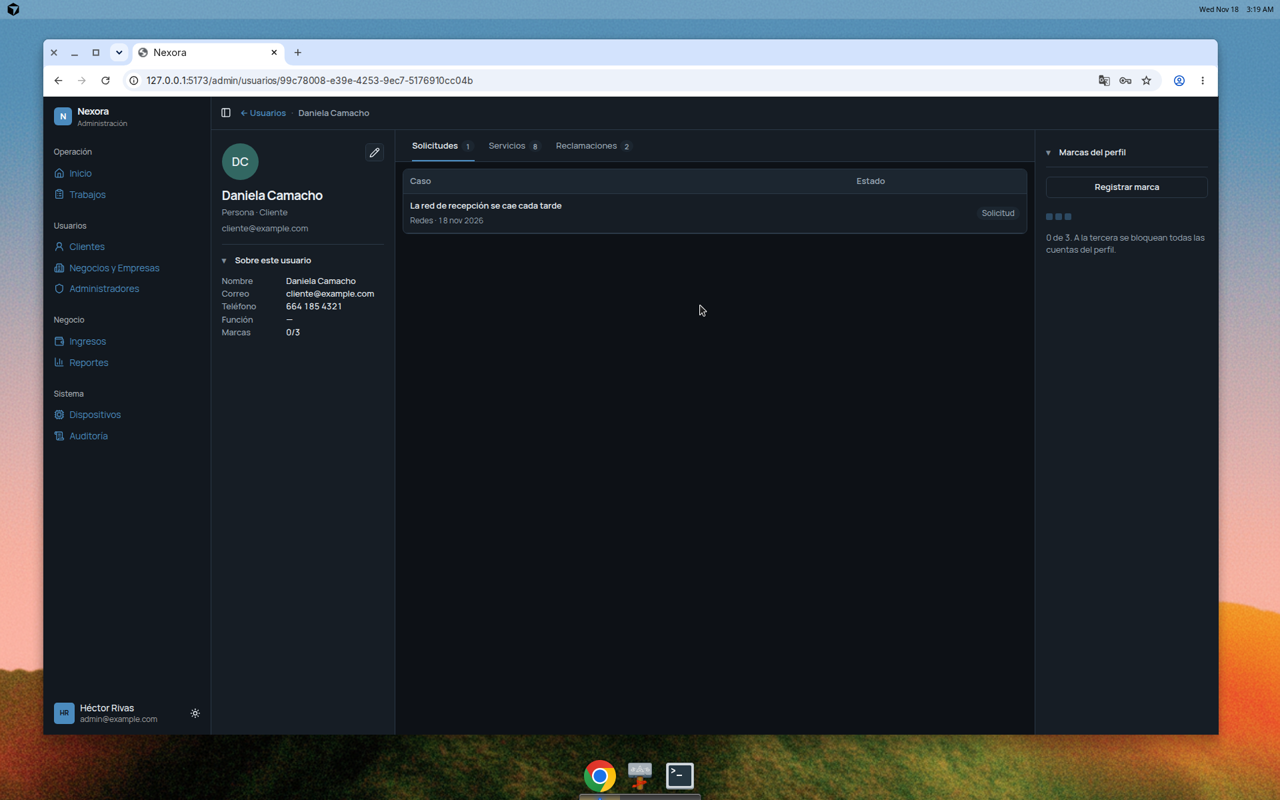 Wed Nov 18 3:19 AM
Nexora
127.0.0.1:5173/admin/usuarios/99c78008-e39e-4253-9ec7-5176910cc04b
N
Nexora
Administración
Operación
Inicio
Trabajos
Usuarios
Clientes
Negocios y Empresas
Administradores
Negocio
Ingresos
Reportes
Sistema
Dispositivos
Auditoría
HR
Héctor Rivas
admin@example.com
← Usuarios · Daniela Camacho
DC
Daniela Camacho
Persona · Cliente
cliente@example.com
▼ Sobre este usuario
Nombre Daniela Camacho
Correo cliente@example.com
Teléfono 664 185 4321
Función —
Marcas 0/3
Solicitudes 1 Servicios 8 Reclamaciones 2
Caso Estado
La red de recepción se cae cada tarde
Redes · 18 nov 2026
Solicitud
▼ Marcas del perfil
Registrar marca
0 de 3. A la tercera se bloquean todas las
cuentas del perfil.
>_